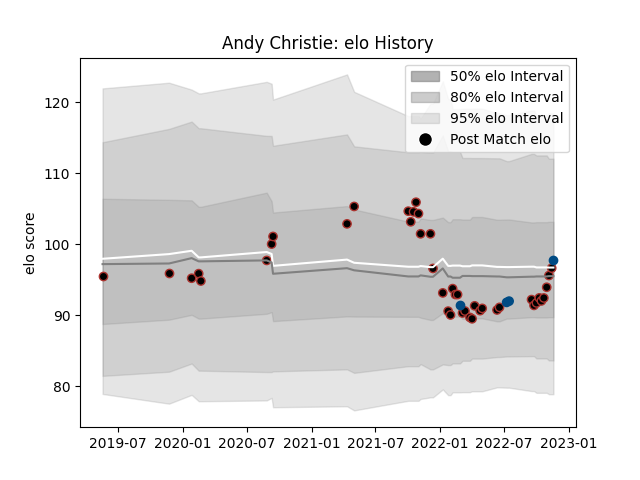 Andy Christie: elo History
50% elo Interval
80% elo Interval
95% elo Interval
Post Match elo
elo score
120
110
100
90
80
2019-07 2020-01 2020-07 2021-01 2021-07 2022-01 2022-07 2023-01